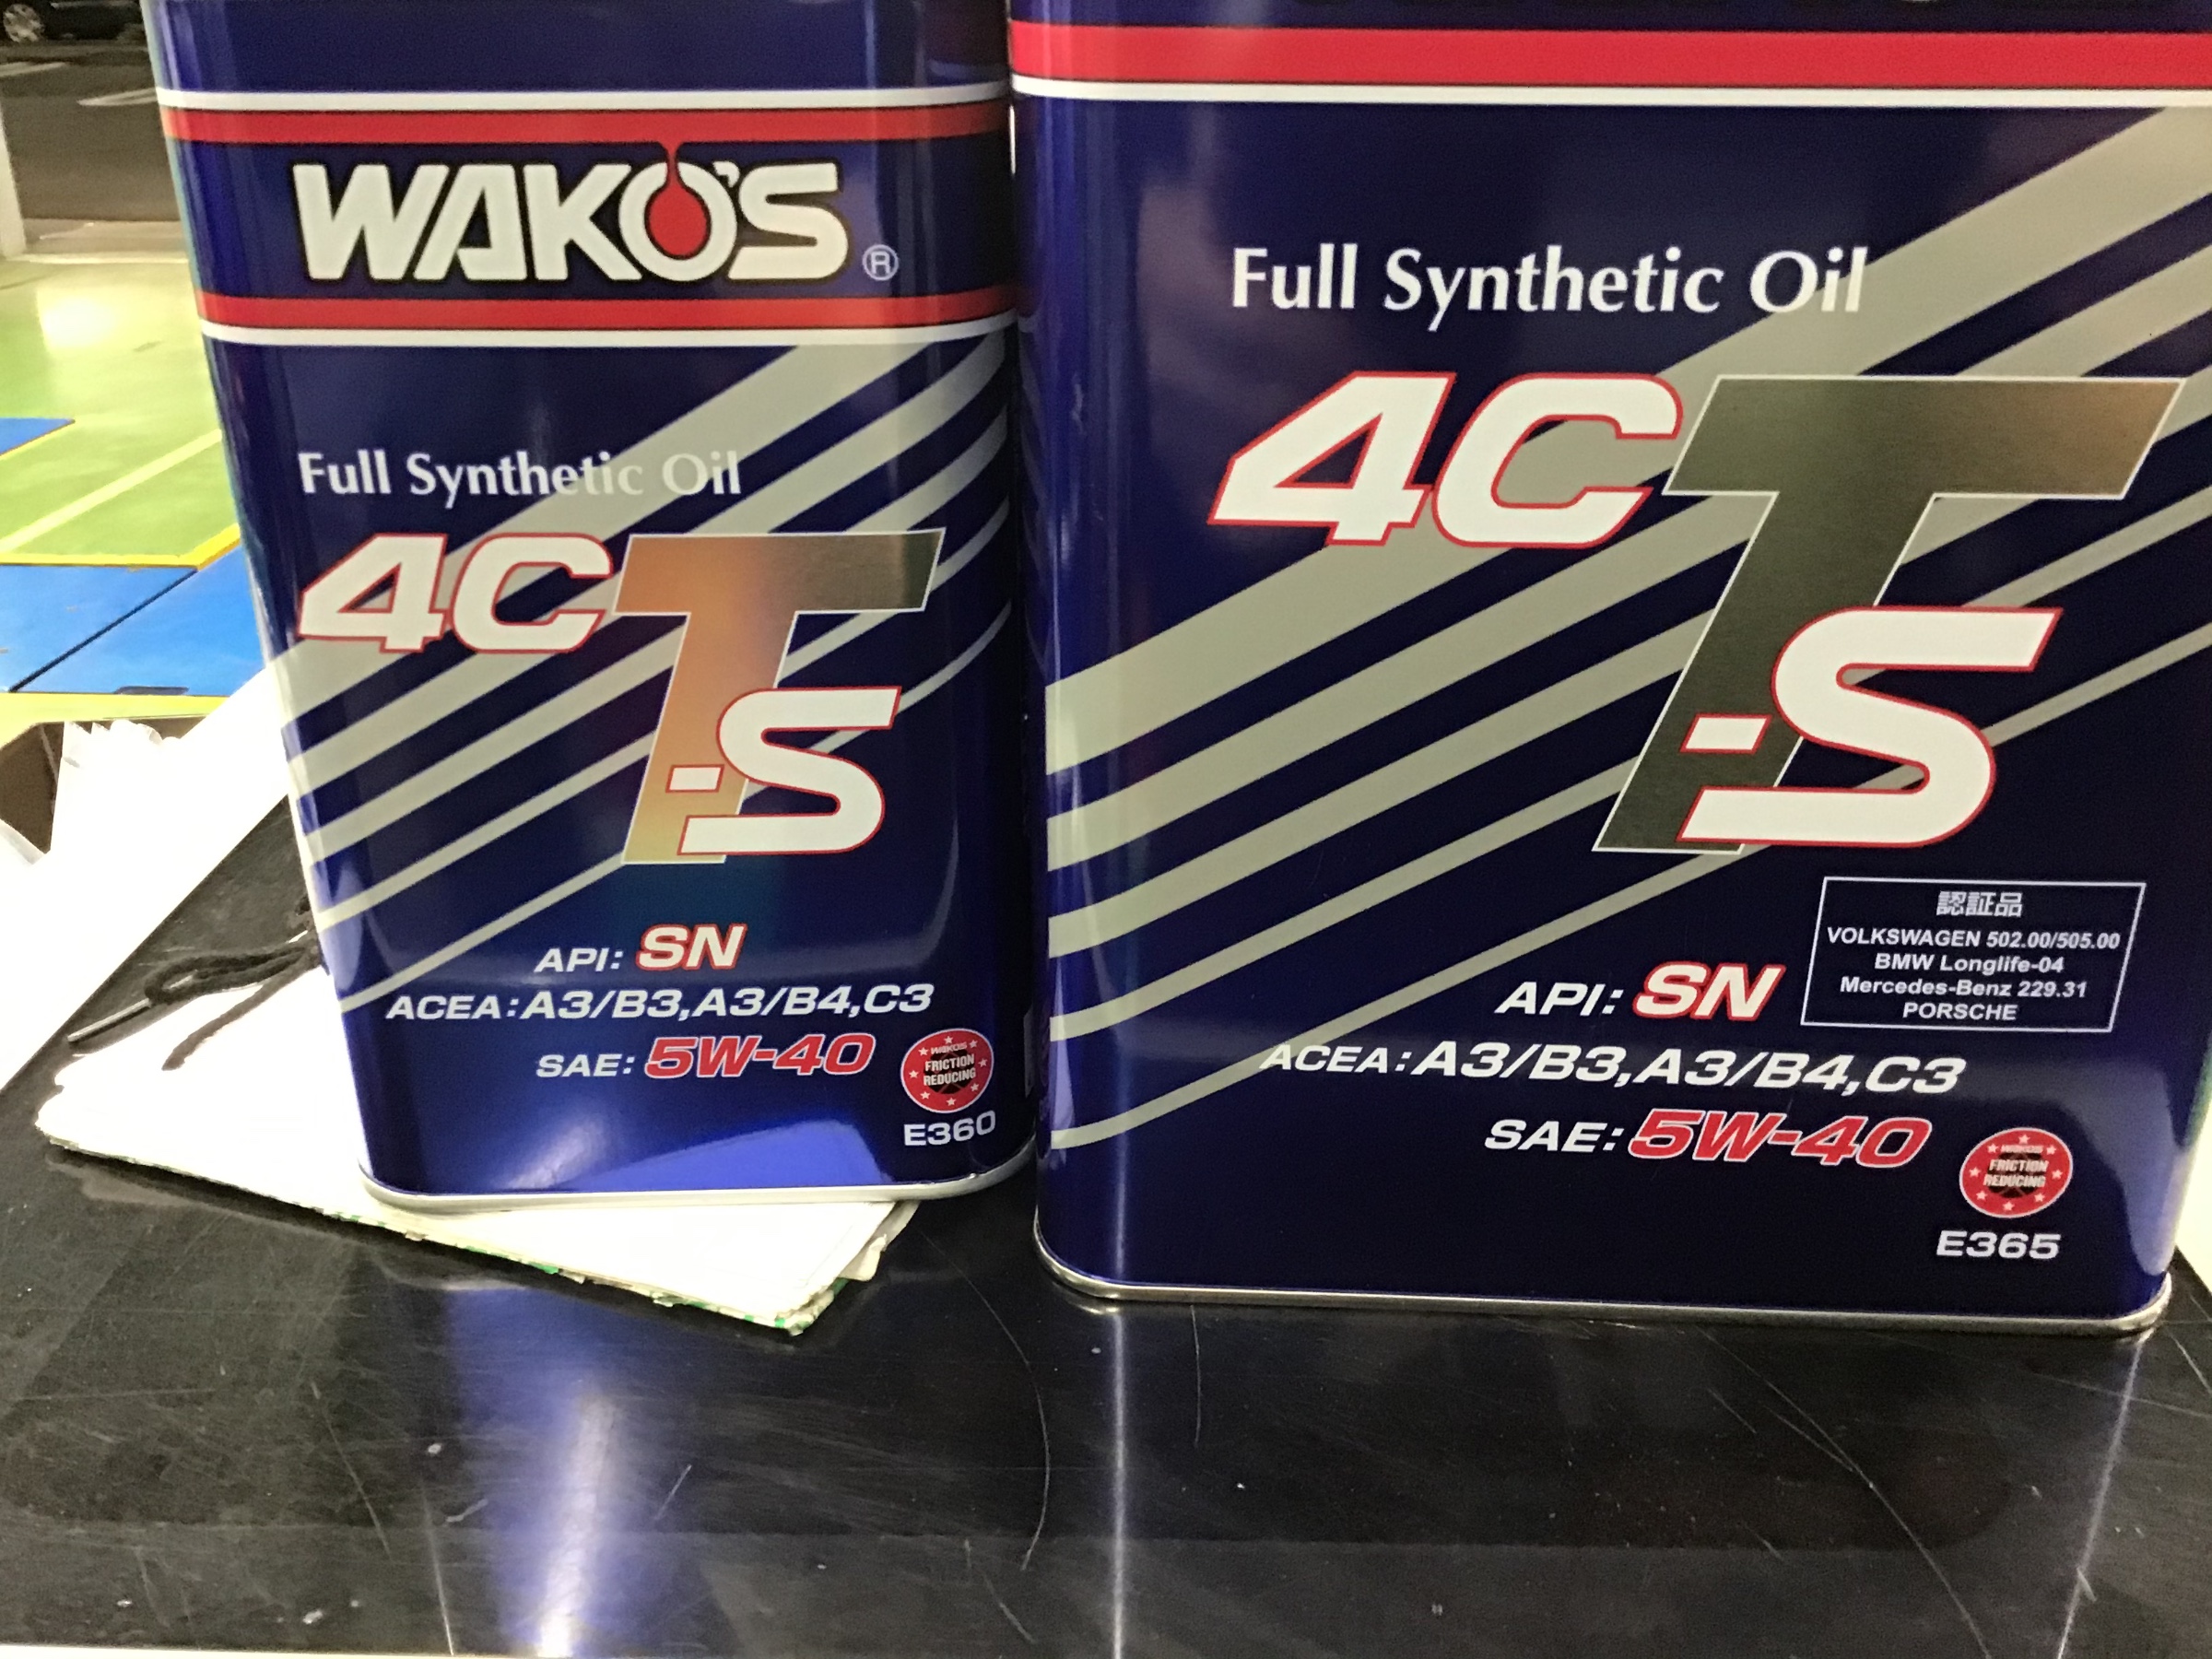 WAKO'S ®
Full Synthetic Oil
4CT-S
API: SN
ACEA: A3/B3,A3/B4,C3
SAE: 5W-40
WAKO'S
FRICTION
REDUCING
E360
Full Synthetic Oil
4CT-S
認証品
VOLKSWAGEN 502.00/505.00
BMW Longlife-04
Mercedes-Benz 229.31
PORSCHE
API: SN
ACEA: A3/B3,A3/B4,C3
SAE: 5W-40
WAKO'S
FRICTION
REDUCING
E365